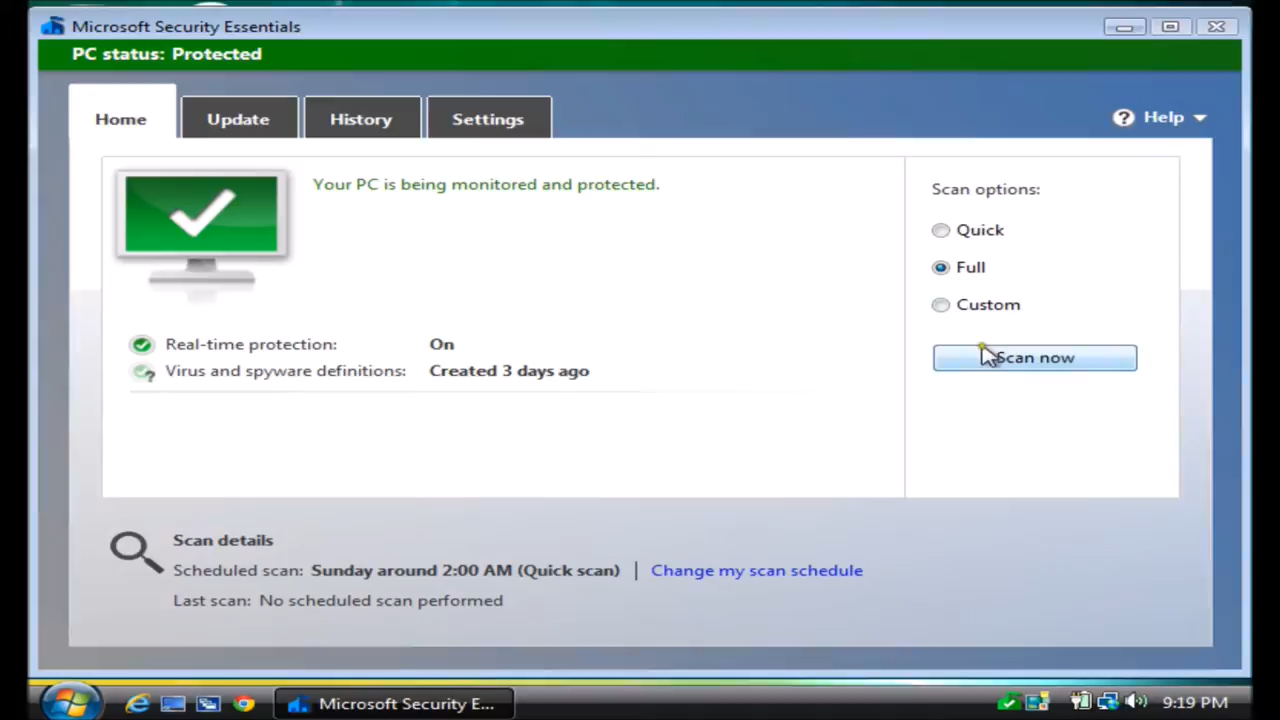 Microsoft Security Essentials
PC status: Protected
Home
Update
History
Settings
Help
Your PC is being monitored and protected.
Scan options:
Quick
Full
Custom
Scan now
Real-time protection: On
Virus and spyware definitions: Created 3 days ago
Scan details
Scheduled scan: Sunday around 2:00 AM (Quick scan) | Change my scan schedule
Last scan: No scheduled scan performed
Microsoft Security E...
9:19 PM